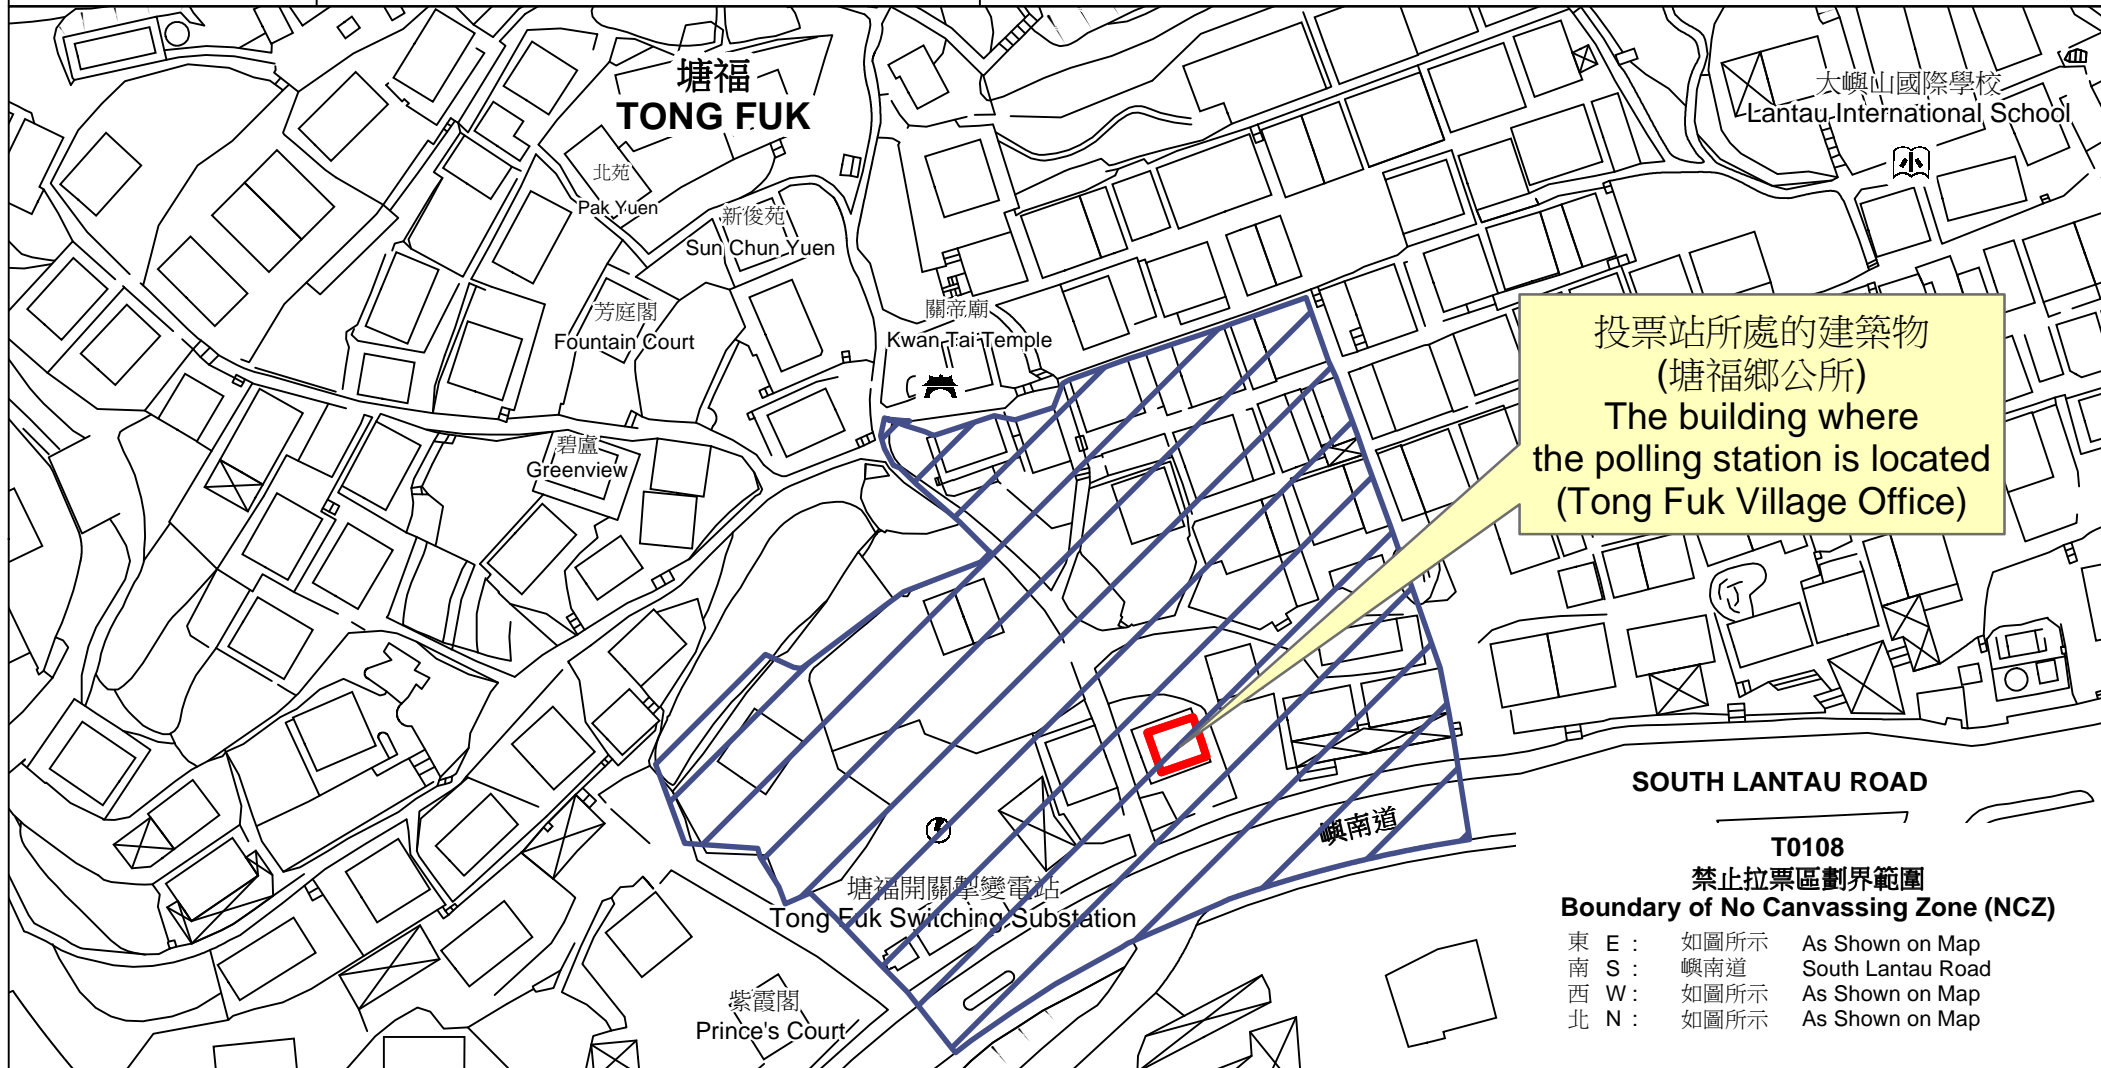 塘福
TONG FUK
大嶼山國際學校
Lantau International School
北苑
Pak Yuen
新俊苑
Sun Chun Yuen
芳庭閣
Fountain Court
關帝廟
Kwan Tai Temple
投票站所處的建築物
(塘福鄉公所)
The building where
the polling station is located
(Tong Fuk Village Office)
碧廬
Greenview
嶼南道
SOUTH LANTAU ROAD
塘福開關掣變電站
Tong Fuk Switching Substation
紫霞閣
Prince's Court
T0108
禁止拉票區劃界範圍
Boundary of No Canvassing Zone (NCZ)
東 E : 如圖所示 As Shown on Map
南 S : 嶼南道 South Lantau Road
西 W : 如圖所示 As Shown on Map
北 N : 如圖所示 As Shown on Map